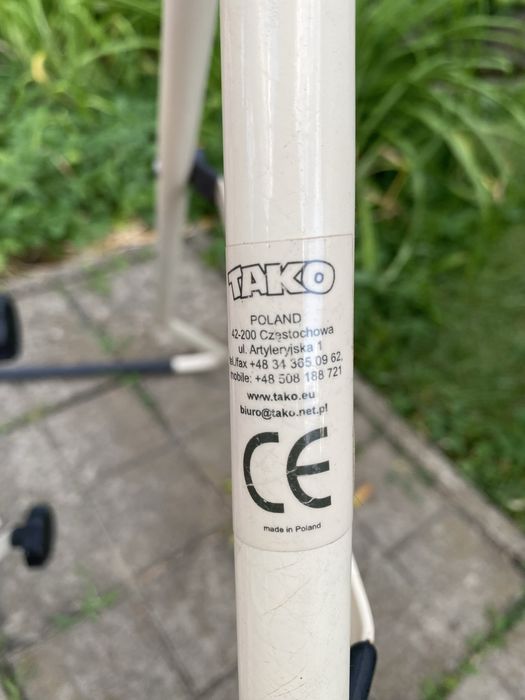 TAKO
POLAND
42-200 Częstochowa
ul. Artyleryjska 1
tel./fax +48 34 365 09 62,
mobile: +48 508 188 721
www.tako.eu
biuro@tako.net.pl
CE
made in Poland